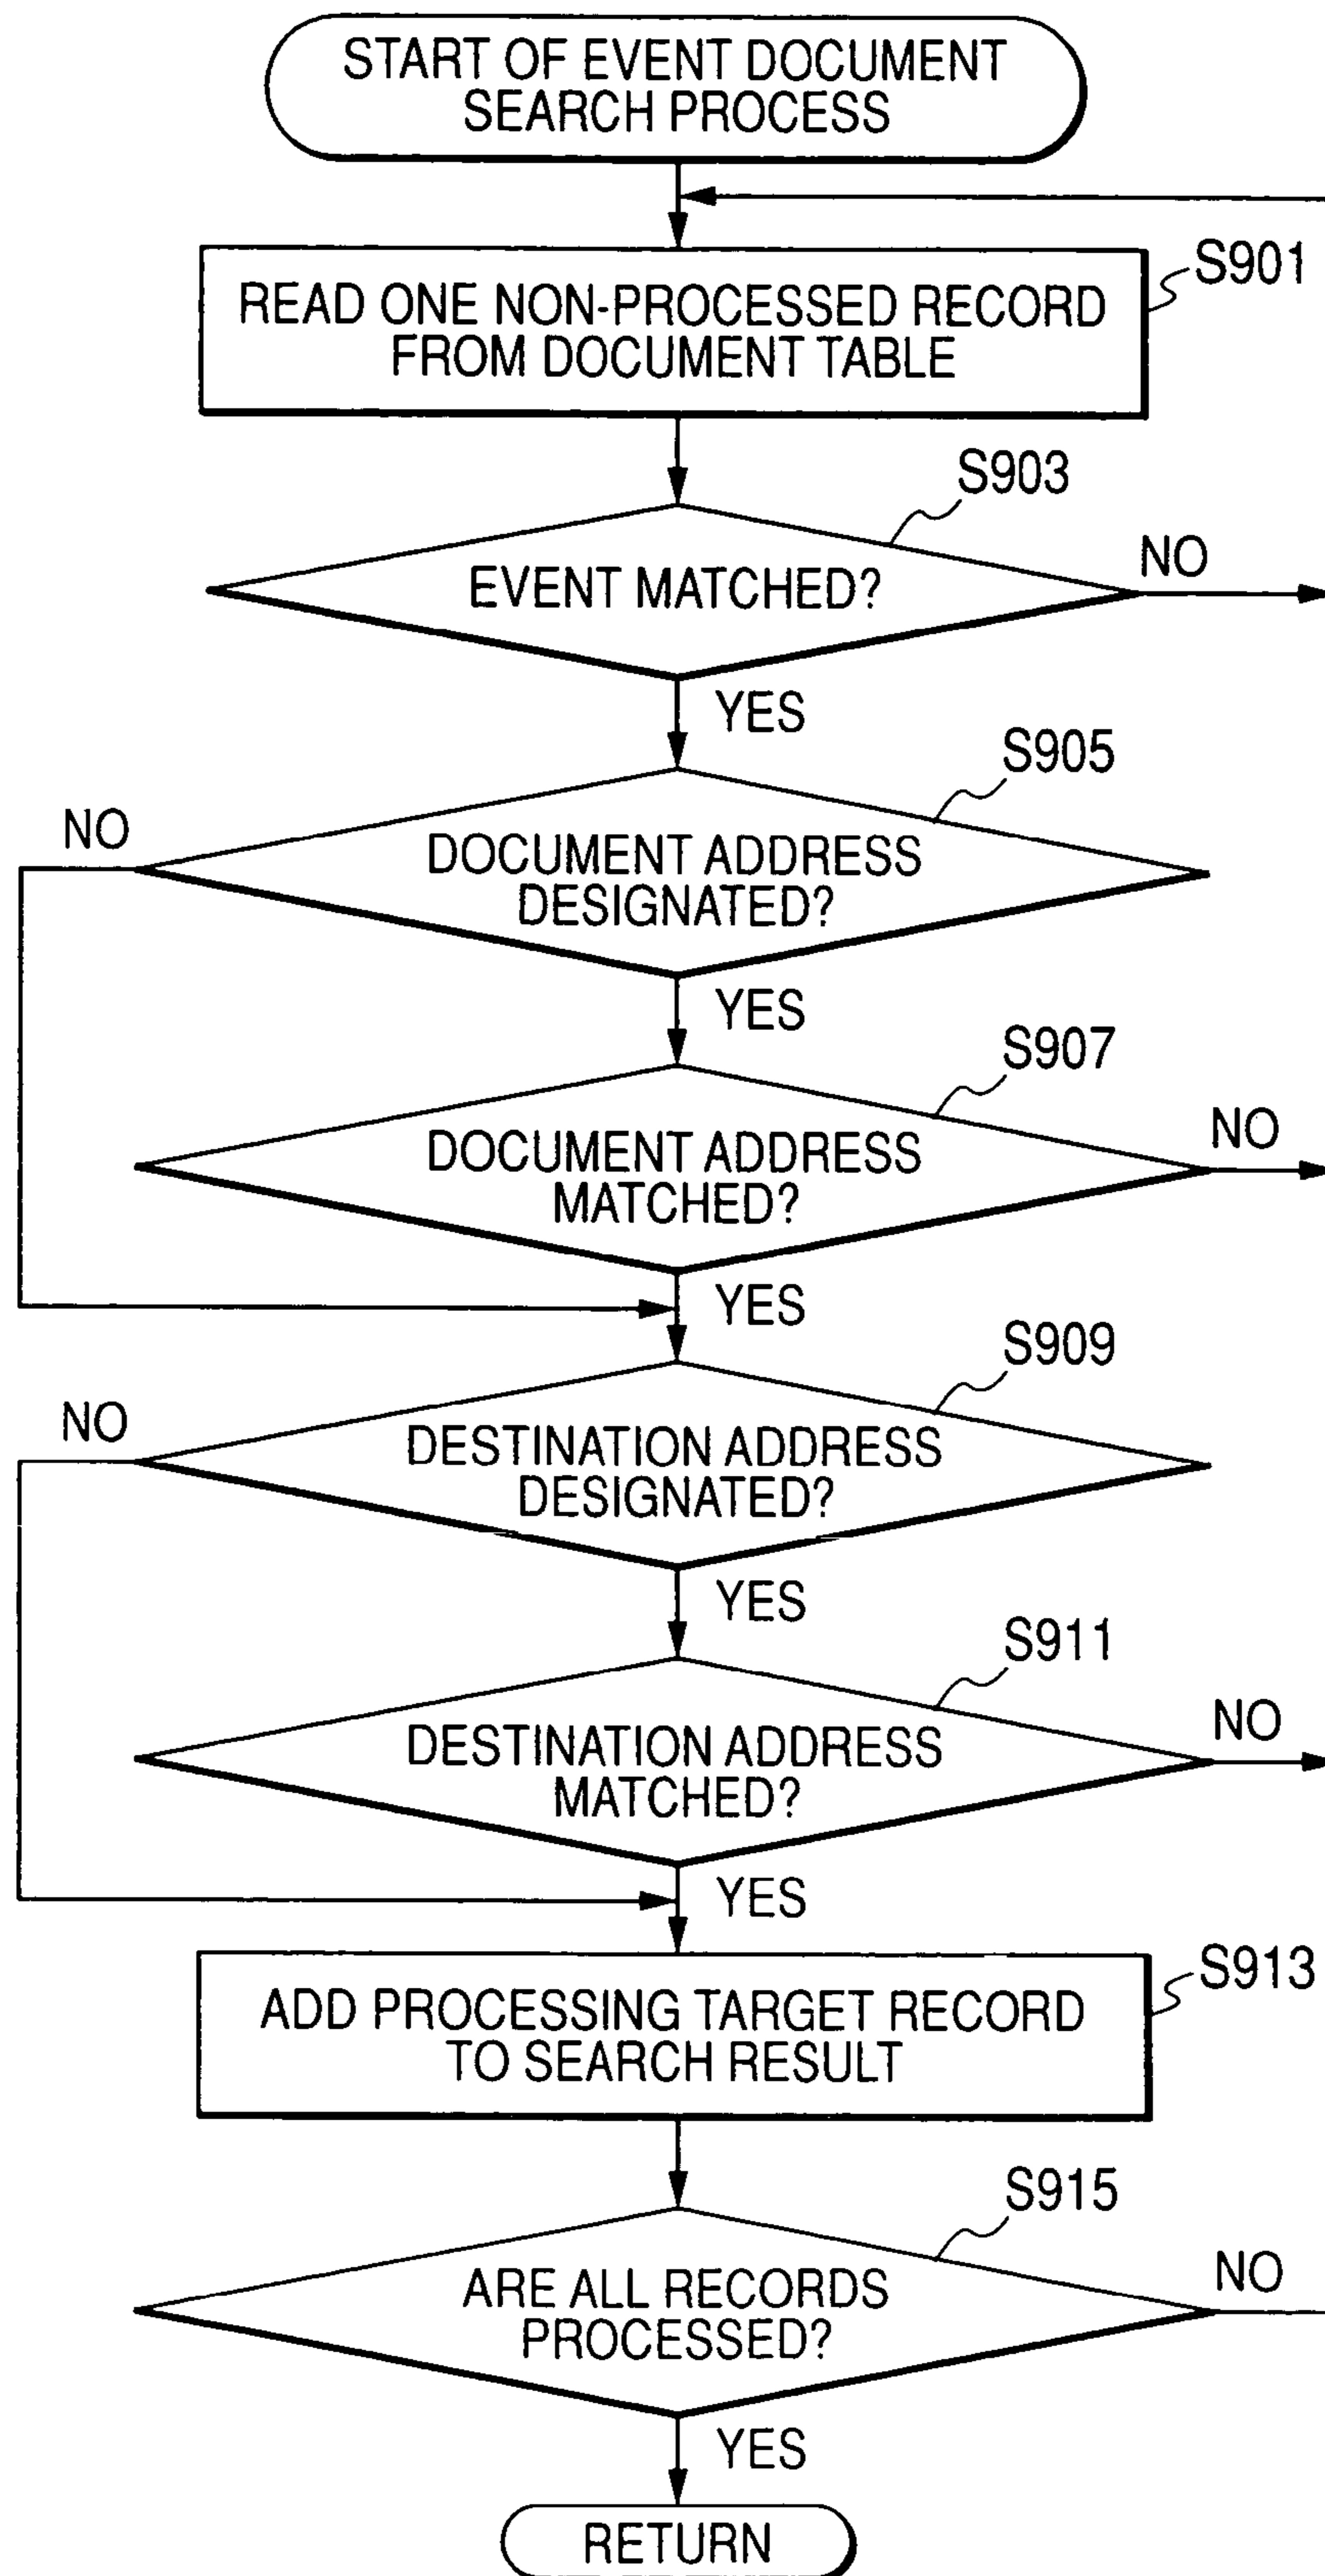 START OF EVENT DOCUMENT
SEARCH PROCESS
S901
READ ONE NON-PROCESSED RECORD
FROM DOCUMENT TABLE
S903
EVENT MATCHED?
NO
YES
S905
NO
DOCUMENT ADDRESS
DESIGNATED?
YES
S907
DOCUMENT ADDRESS
MATCHED?
NO
YES
S909
NO
DESTINATION ADDRESS
DESIGNATED?
YES
S911
DESTINATION ADDRESS
MATCHED?
NO
YES
S913
ADD PROCESSING TARGET RECORD
TO SEARCH RESULT
S915
ARE ALL RECORDS
PROCESSED?
NO
YES
RETURN